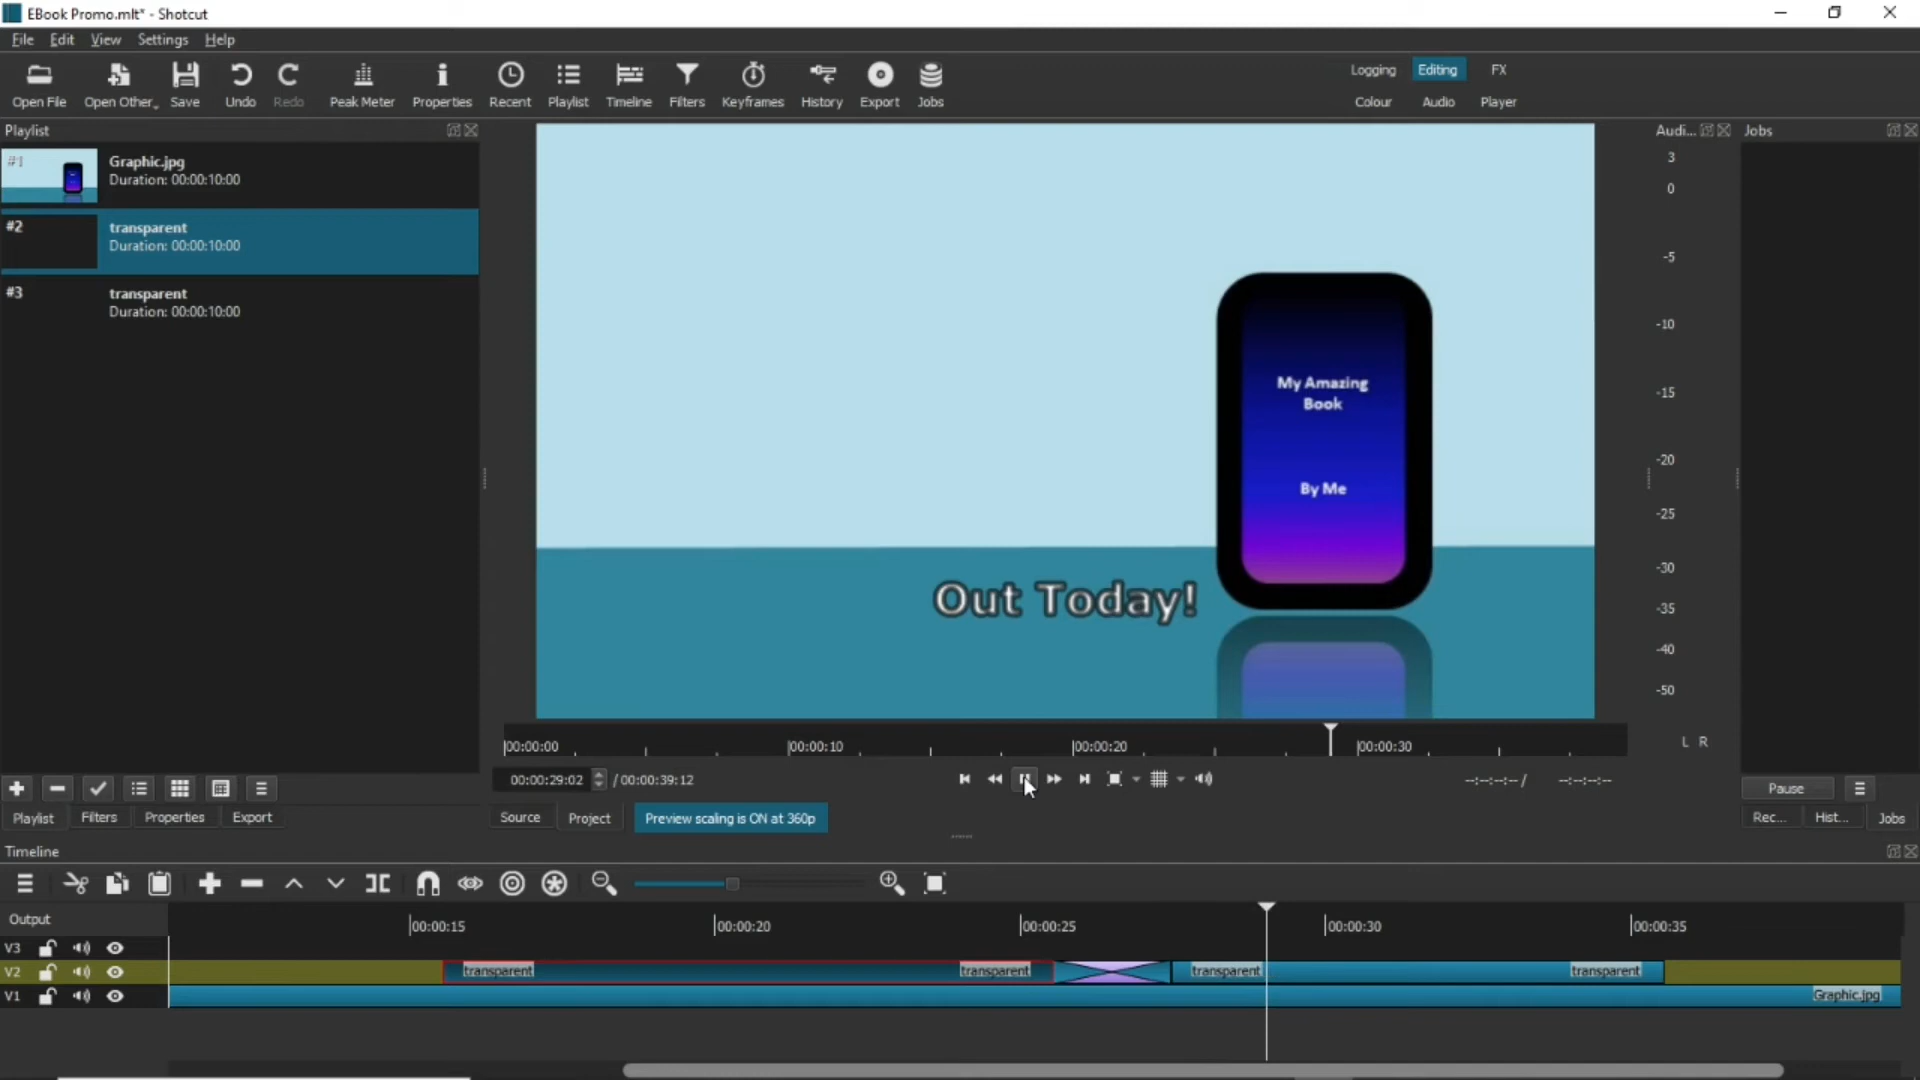 EBook Promo.mlt* - Shotcut
File Edit View Settings Help
Open File Open Other Save Undo Redo Peak Meter Properties Recent Playlist Timeline Filters Keyframes History Export Jobs
Logging Editing FX
Colour Audio Player
Playlist
#1 Graphic.jpg
Duration: 00:00:10:00
#2 transparent
Duration: 00:00:10:00
#3 transparent
Duration: 00:00:10:00
My Amazing
Book
By Me
Out Today!
Audi... Jobs
3
0
-5
-10
-15
-20
-25
-30
-35
-40
-50
L R
00:00:00 00:00:10 00:00:20 00:00:30
00:00:29:02 / 00:00:39:12 --:--:--:-- / --:--:--:--
Pause
Playlist Filters Properties Export
Source Project Preview scaling is ON at 360p
Rec... Hist... Jobs
Timeline
Output 00:00:15 00:00:20 00:00:25 00:00:30 00:00:35
V3
V2 transparent transparent transparent transparent
V1 Graphic.jpg